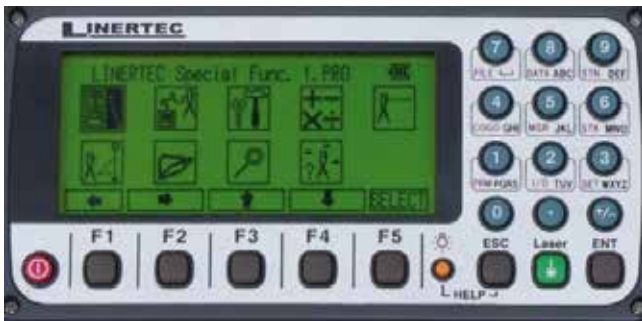 LINERTEC
LINERTEC Special Func. 1.PRO
SELECT
F1 F2 F3 F4 F5
7 8 9
FILE DATA ABC STN DEF
4 5 6
COGO GHI MSR JKL STK MNO
1 2 3
PRM PQRS I/O TUV SET WXYZ
0 . +/-
ESC Laser ENT
HELP